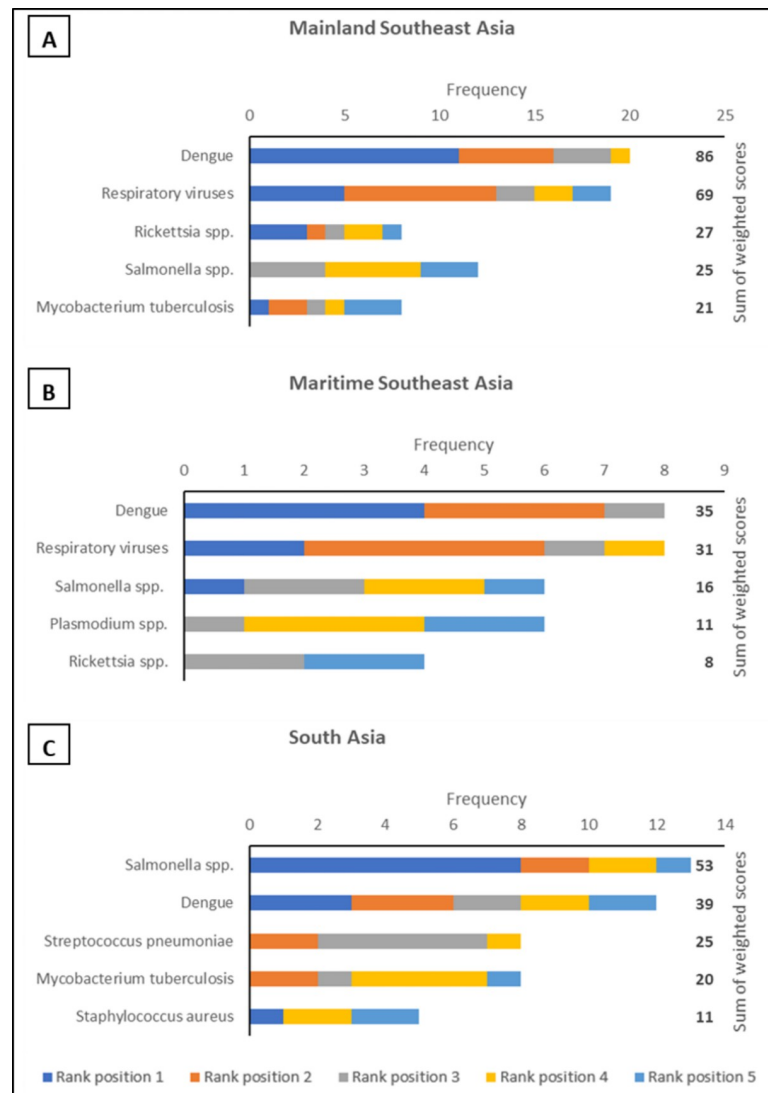 A
Mainland Southeast Asia
Frequency
0 5 10 15 20 25
Dengue 86
Respiratory viruses 69
Rickettsia spp. 27
Salmonella spp. 25
Mycobacterium tuberculosis 21
Sum of weighted scores
B
Maritime Southeast Asia
Frequency
0 1 2 3 4 5 6 7 8 9
Dengue 35
Respiratory viruses 31
Salmonella spp. 16
Plasmodium spp. 11
Rickettsia spp. 8
Sum of weighted scores
C
South Asia
Frequency
0 2 4 6 8 10 12 14
Salmonella spp. 53
Dengue 39
Streptococcus pneumoniae 25
Mycobacterium tuberculosis 20
Staphylococcus aureus 11
Sum of weighted scores
Rank position 1 Rank position 2 Rank position 3 Rank position 4 Rank position 5